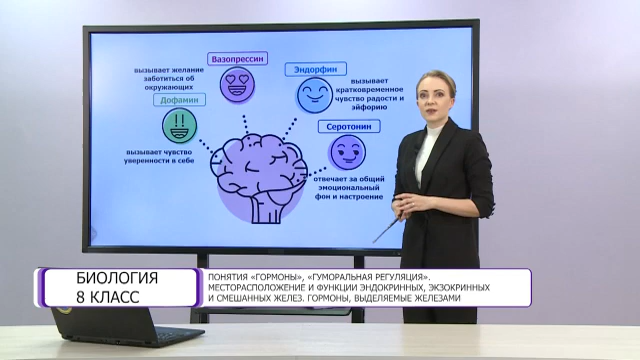 Вазопрессин
вызывает желание
заботиться об
окружающих
Эндорфин
вызывает
кратковременное
чувство радости и
эйфорию
Дофамин
вызывает чувство
уверенности в себе
Серотонин
отвечает за общий
эмоциональный
фон и настроение
БИОЛОГИЯ
8 КЛАСС
ПОНЯТИЯ «ГОРМОНЫ», «ГУМОРАЛЬНАЯ РЕГУЛЯЦИЯ».
МЕСТОРАСПОЛОЖЕНИЕ И ФУНКЦИИ ЭНДОКРИННЫХ, ЭКЗОКРИННЫХ
И СМЕШАННЫХ ЖЕЛЕЗ. ГОРМОНЫ, ВЫДЕЛЯЕМЫЕ ЖЕЛЕЗАМИ